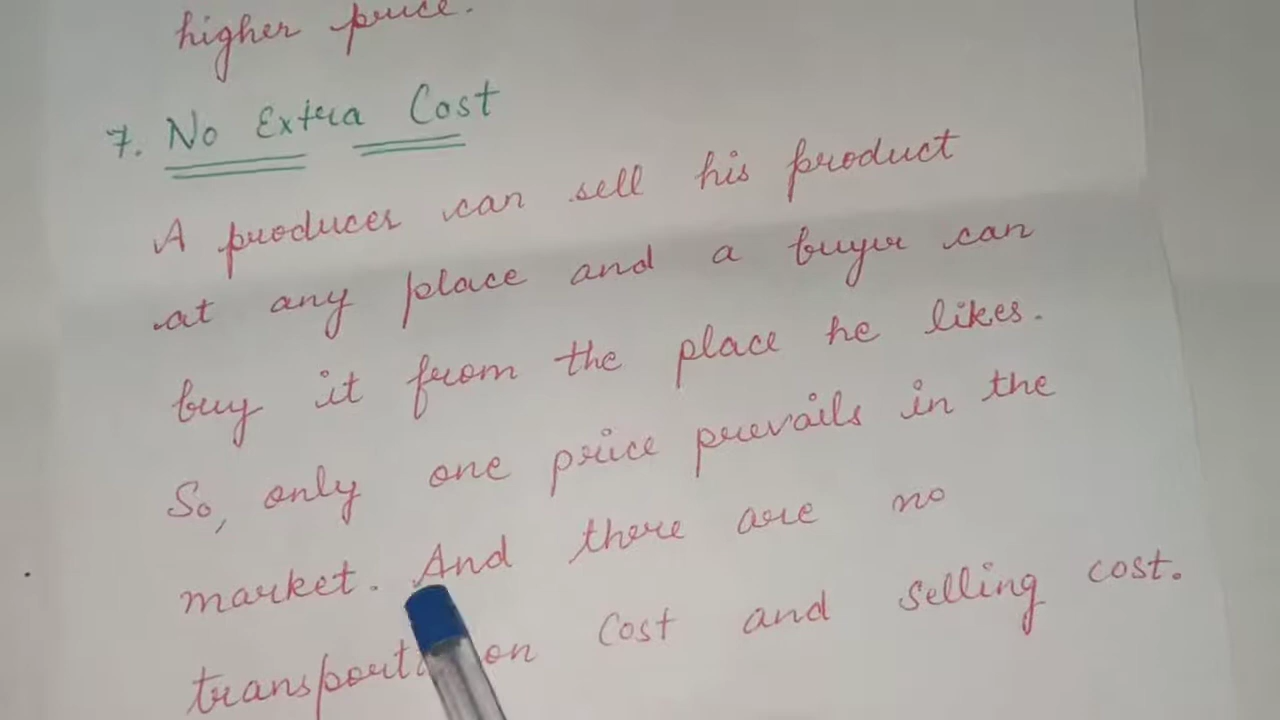 higher price.
7. No Extra Cost
A producer can sell his product
at any place and a buyer can
buy it from the place he likes.
So, only one price prevails in the
market. And there are no
cost and selling cost.